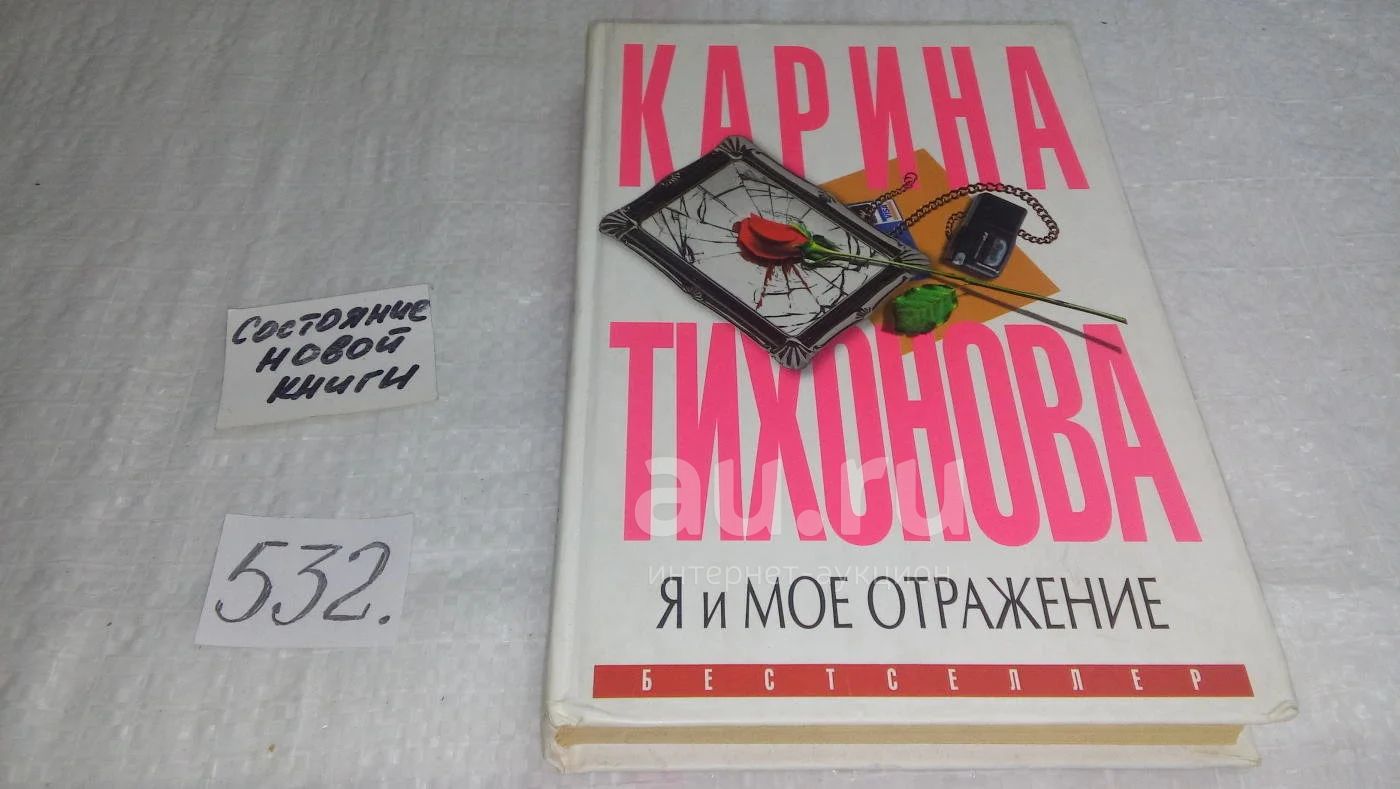 КАРИНА
ТИХОНОВА
Я и МОЕ ОТРАЖЕНИЕ
БЕСТСЕЛЛЕР
Состояние
новой
книги
532.
au.ru
интернет-аукцион